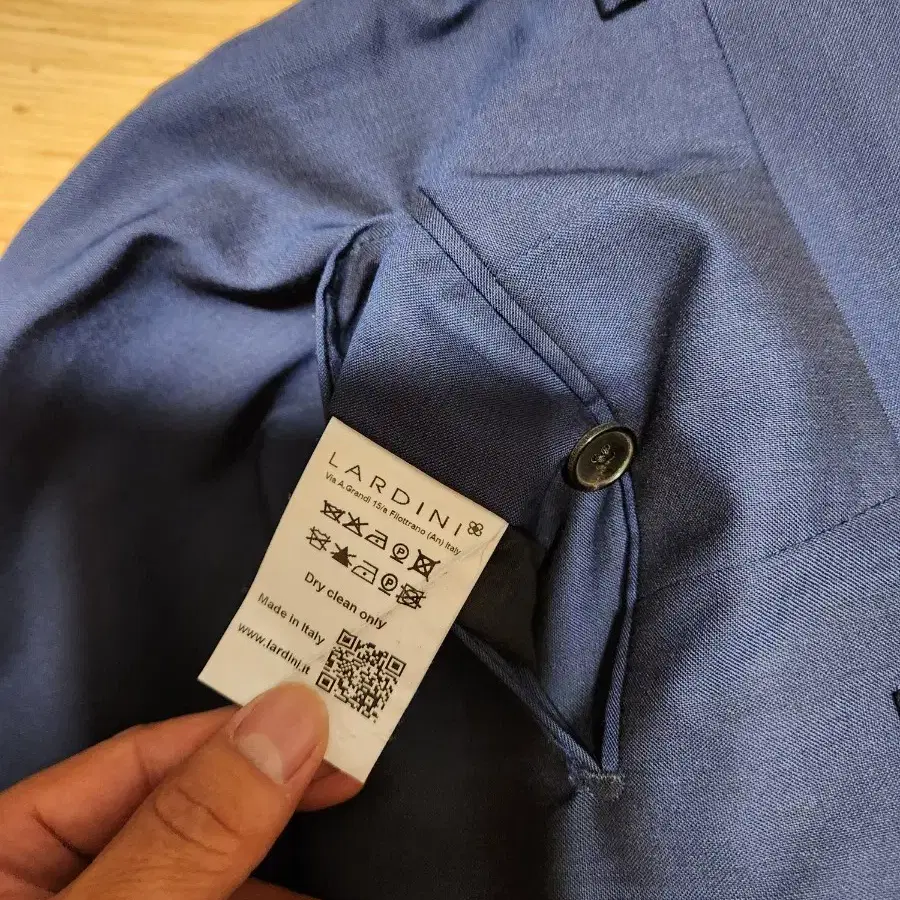 LARDINI
Via A.Grandi 15/a Filottrano (An) Italy
Dry clean only
Made in Italy
www.lardini.it